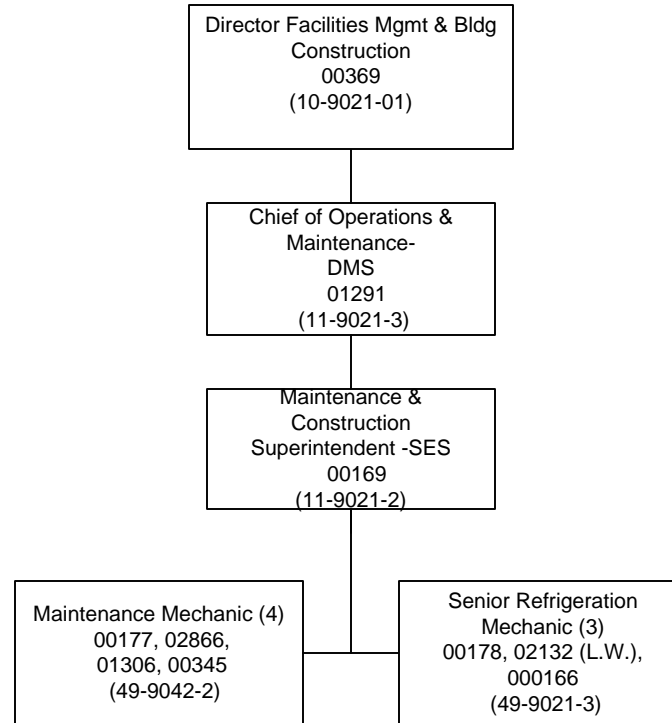 Director Facilities Mgmt & Bldg
Construction
00369
(10-9021-01)
Chief of Operations &
Maintenance-
DMS
01291
(11-9021-3)
Maintenance &
Construction
Superintendent -SES
00169
(11-9021-2)
Maintenance Mechanic (4)
00177, 02866,
01306, 00345
(49-9042-2)
Senior Refrigeration
Mechanic (3)
00178, 02132 (L.W.),
000166
(49-9021-3)